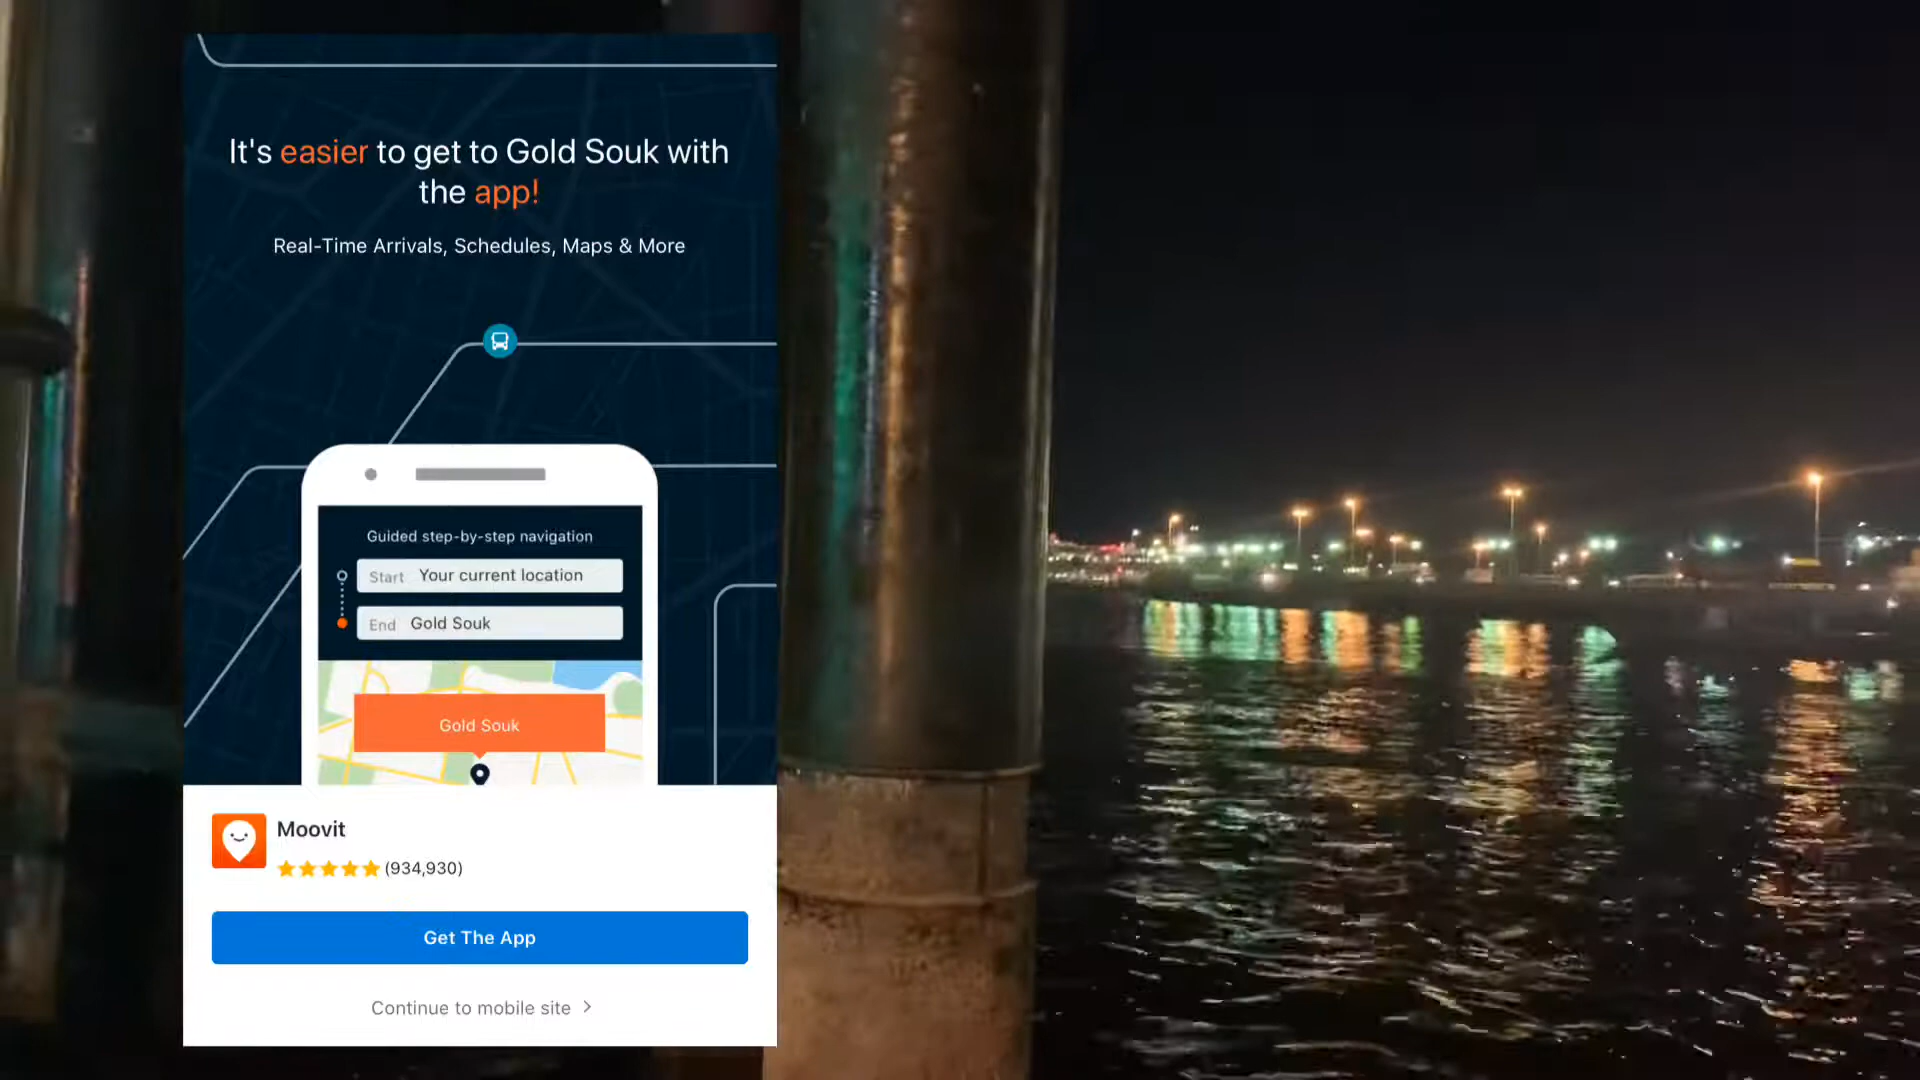 It's easier to get to Gold Souk with
the app!
Real-Time Arrivals, Schedules, Maps & More
Guided step-by-step navigation
Start Your current location
End Gold Souk
Gold Souk
Moovit
(934,930)
Get The App
Continue to mobile site